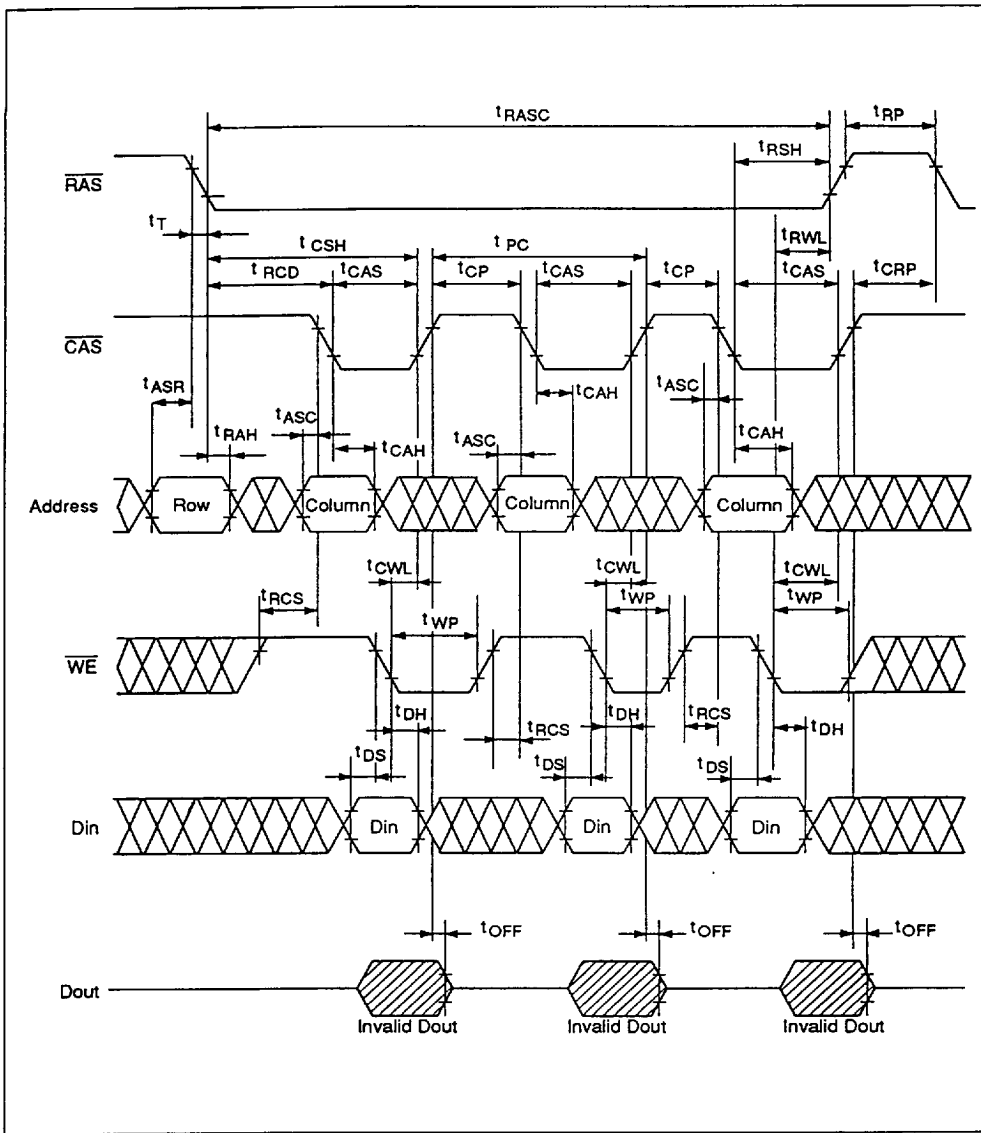 tRASC
tRP
tRSH
RAS
tT
tRWL
tCSH
tPC
tRCD
tCAS
tCP
tCAS
tCP
tCAS
tCRP
CAS
tASR
tASC
tCAH
tRAH
tASC
tCAH
tASC
tCAH
Address
Row
Column
Column
Column
tCWL
tCWL
tCWL
tRCS
tWP
tWP
tWP
WE
tDH
tRCS
tDH
tRCS
tDH
tDS
tDS
tDS
Din
Din
Din
Din
tOFF
tOFF
tOFF
Dout
Invalid Dout
Invalid Dout
Invalid Dout